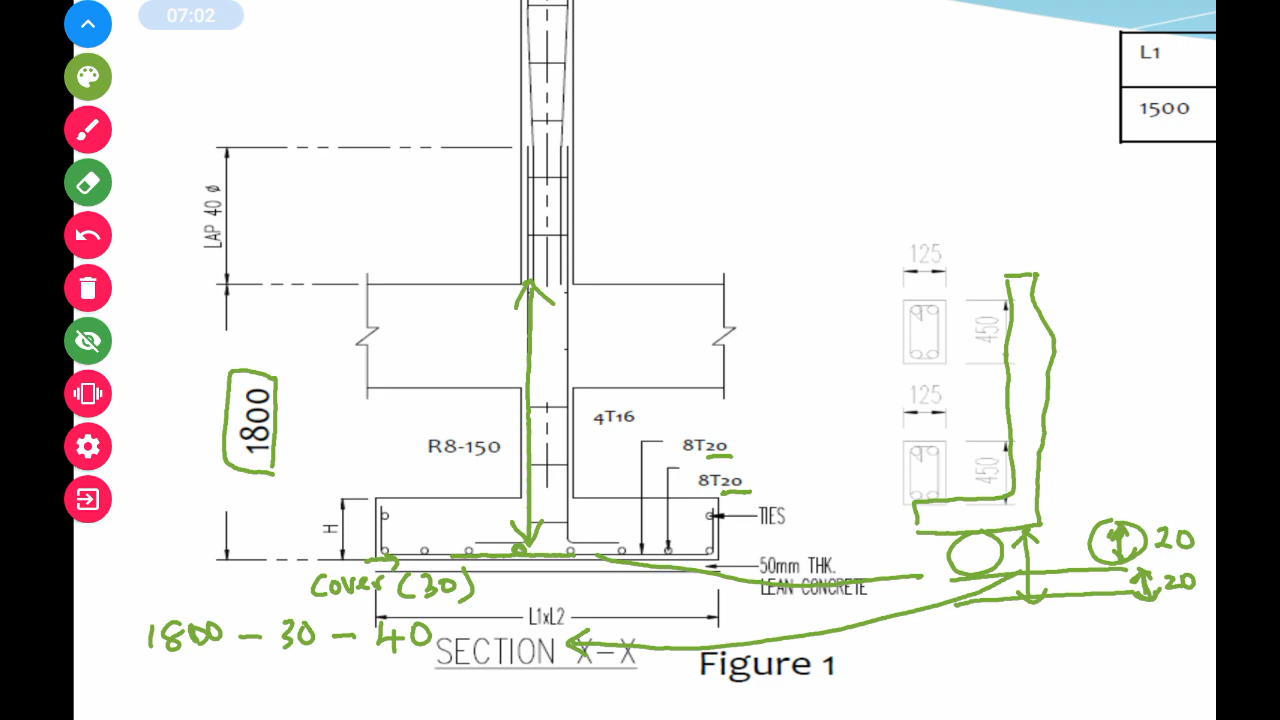 07:02
L1
1500
LAP 40 ø
125
450
1800
4T16
R8-150
8T20
8T20
125
450
H
TIES
20
50mm THK.
LEAN CONCRETE
20
Cover (30)
L1xL2
1800 - 30 - 40
SECTION X-X
Figure 1